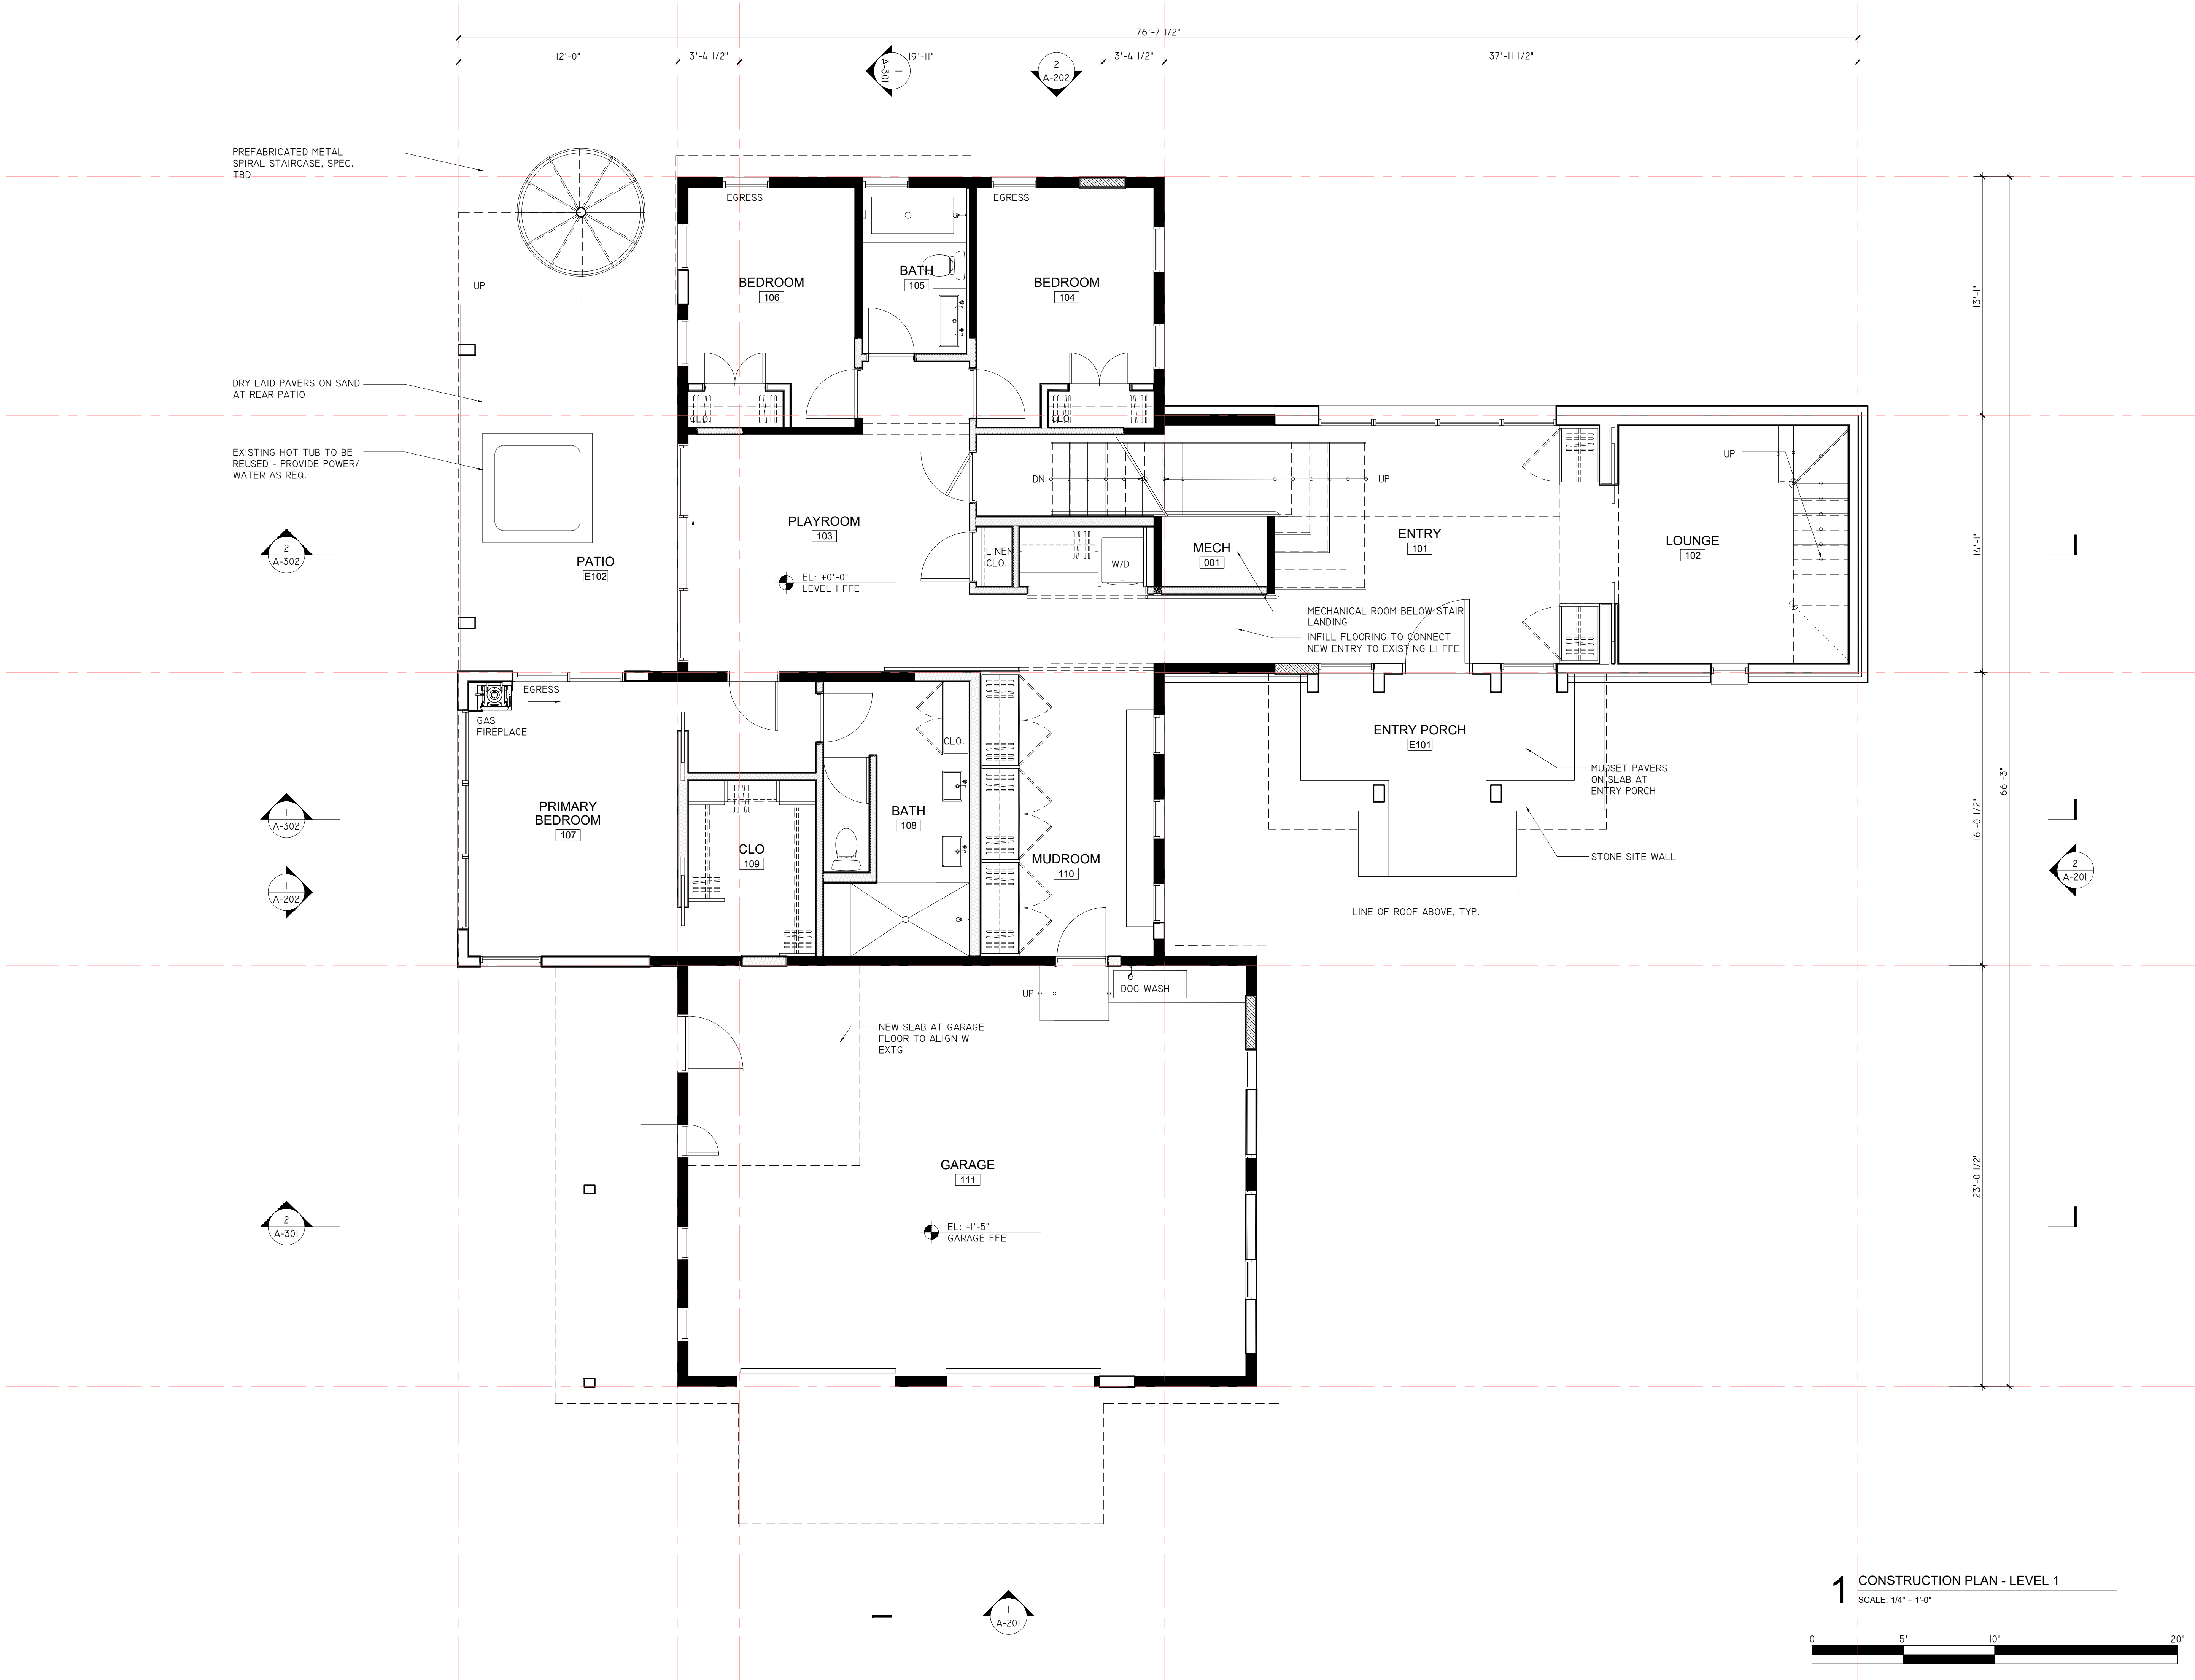 76'-7 1/2"
12'-0"
3'-4 1/2"
19'-11"
3'-4 1/2"
37'-11 1/2"
1
A-301
2
A-202
PREFABRICATED METAL
SPIRAL STAIRCASE, SPEC.
TBD
EGRESS
EGRESS
UP
BEDROOM
106
BATH
105
BEDROOM
104
13'-1"
DRY LAID PAVERS ON SAND
AT REAR PATIO
CLO.
CLO.
EXISTING HOT TUB TO BE
REUSED - PROVIDE POWER/
WATER AS REQ.
DN
UP
UP
PLAYROOM
103
ENTRY
101
LOUNGE
102
2
A-302
PATIO
E102
LINEN
CLO.
W/D
MECH
001
14'-1"
EL: +0'-0"
LEVEL 1 FFE
MECHANICAL ROOM BELOW STAIR
LANDING
INFILL FLOORING TO CONNECT
NEW ENTRY TO EXISTING L1 FFE
EGRESS
GAS
FIREPLACE
CLO.
ENTRY PORCH
E101
MUDSET PAVERS
ON SLAB AT
ENTRY PORCH
66'-3"
1
A-302
PRIMARY
BEDROOM
107
BATH
108
16'-0 1/2"
CLO
109
MUDROOM
110
STONE SITE WALL
1
A-202
2
A-201
LINE OF ROOF ABOVE, TYP.
UP
DOG WASH
NEW SLAB AT GARAGE
FLOOR TO ALIGN W
EXTG
GARAGE
111
23'-0 1/2"
2
A-301
EL: -1'-5"
GARAGE FFE
1
A-201
1
CONSTRUCTION PLAN - LEVEL 1
SCALE: 1/4" = 1'-0"
0
5'
10'
20'